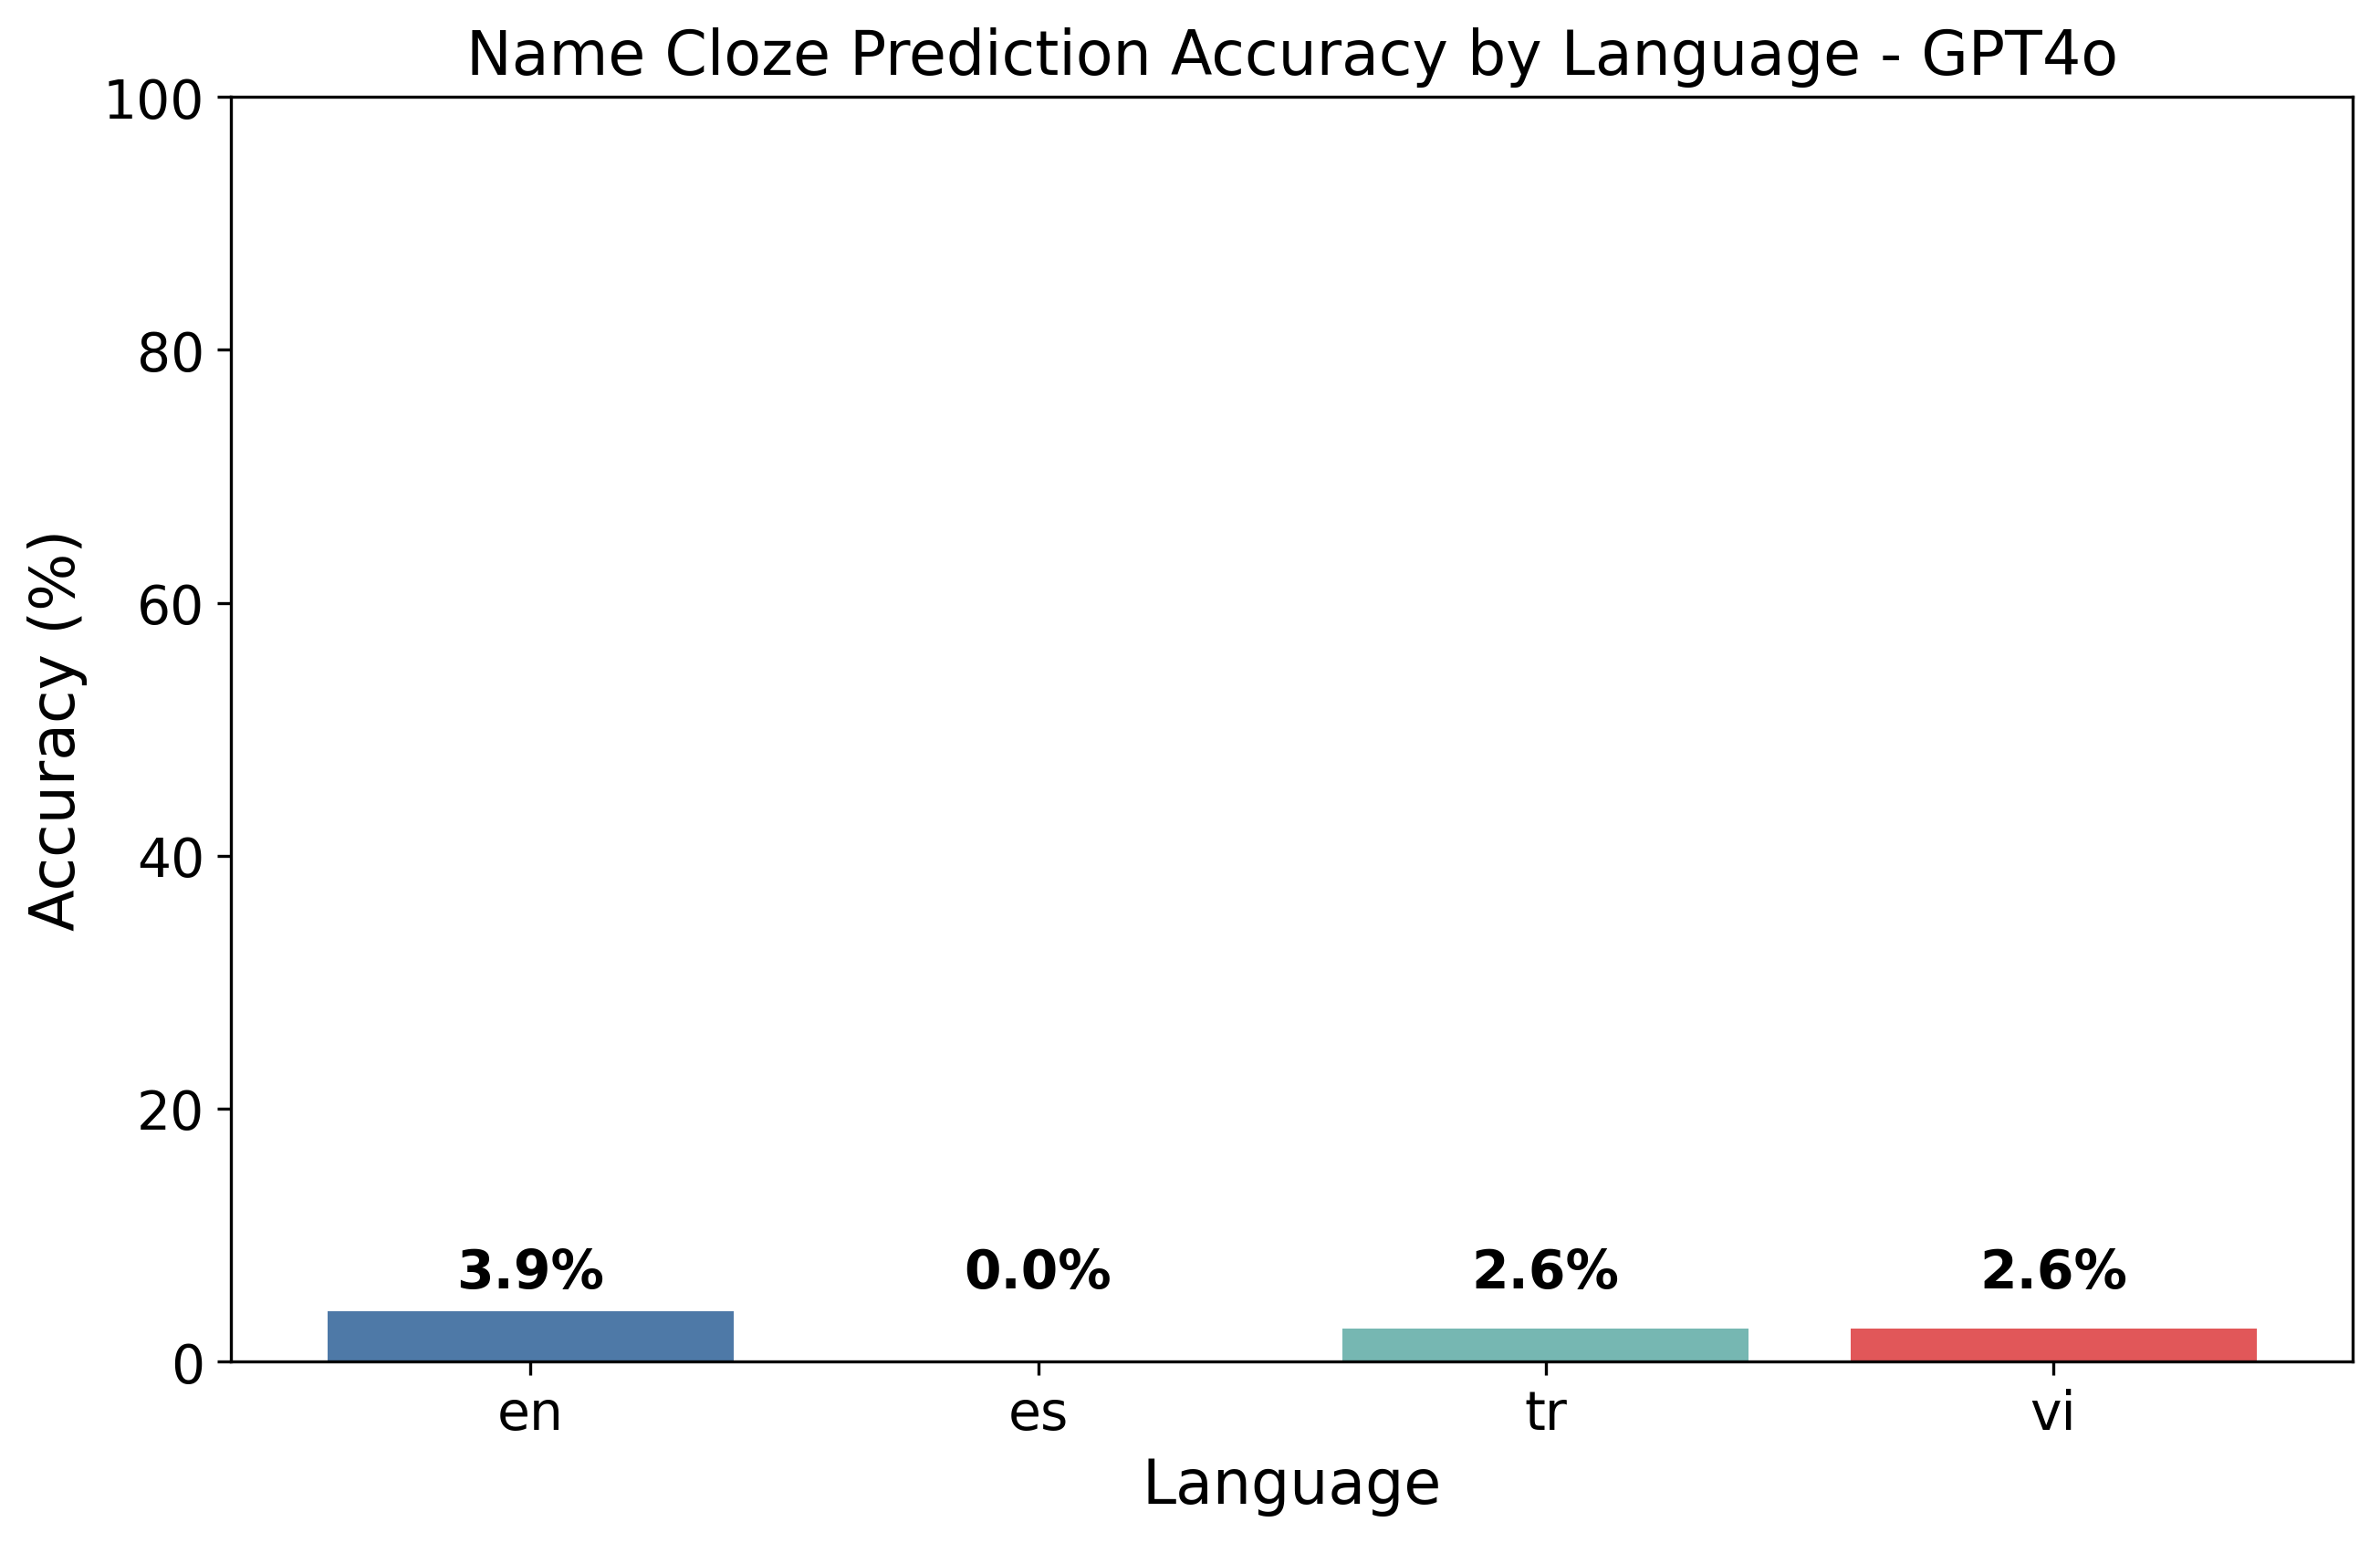 Name Cloze Prediction Accuracy by Language - GPT4o
Accuracy (%)
100
80
60
40
20
0
3.9%
0.0%
2.6%
2.6%
en
es
tr
vi
Language